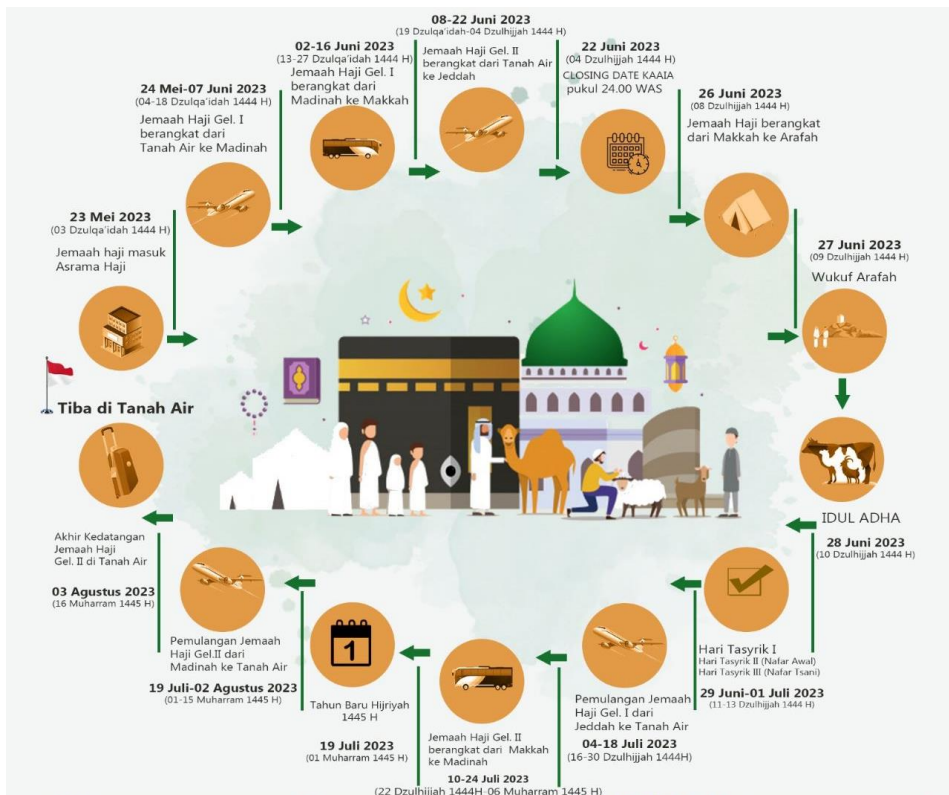 23 Mei 2023
(03 Dzulqa'idah 1444 H)
Jemaah haji masuk
Asrama Haji
24 Mei-07 Juni 2023
(04-18 Dzulqa'idah 1444 H)
Jemaah Haji Gel. I
berangkat dari
Tanah Air ke Madinah
02-16 Juni 2023
(13-27 Dzulqa'idah 1444 H)
Jemaah Haji Gel. I
berangkat dari
Madinah ke Makkah
08-22 Juni 2023
(19 Dzulqa'idah-04 Dzulhijjah 1444 H)
Jemaah Haji Gel. II
berangkat dari Tanah Air
ke Jeddah
22 Juni 2023
(04 Dzulhijjah 1444 H)
CLOSING DATE KAAIA
pukul 24.00 WAS
26 Juni 2023
(08 Dzulhijjah 1444 H)
Jemaah Haji berangkat
dari Makkah ke Arafah
27 Juni 2023
(09 Dzulhijjah 1444 H)
Wukuf Arafah
IDUL ADHA
28 Juni 2023
(10 Dzulhijjah 1444 H)
Hari Tasyrik I
Hari Tasyrik II (Nafar Awal)
Hari Tasyrik III (Nafar Tsani)
29 Juni-01 Juli 2023
(11-13 Dzulhijjah 1444 H)
Pemulangan Jemaah
Haji Gel. I dari
Jeddah ke Tanah Air
04-18 Juli 2023
(16-30 Dzulhijjah 1444H)
Jemaah Haji Gel. II
berangkat dari Makkah
ke Madinah
10-24 Juli 2023
(22 Dzulhijjah 1444H-06 Muharram 1445 H)
1
Tahun Baru Hijriyah
1445 H
19 Juli 2023
(01 Muharram 1445 H)
Pemulangan Jemaah
Haji Gel.II dari
Madinah ke Tanah Air
19 Juli-02 Agustus 2023
(01-15 Muharram 1445 H)
Akhir Kedatangan
Jemaah Haji
Gel. II di Tanah Air
03 Agustus 2023
(16 Muharram 1445 H)
Tiba di Tanah Air